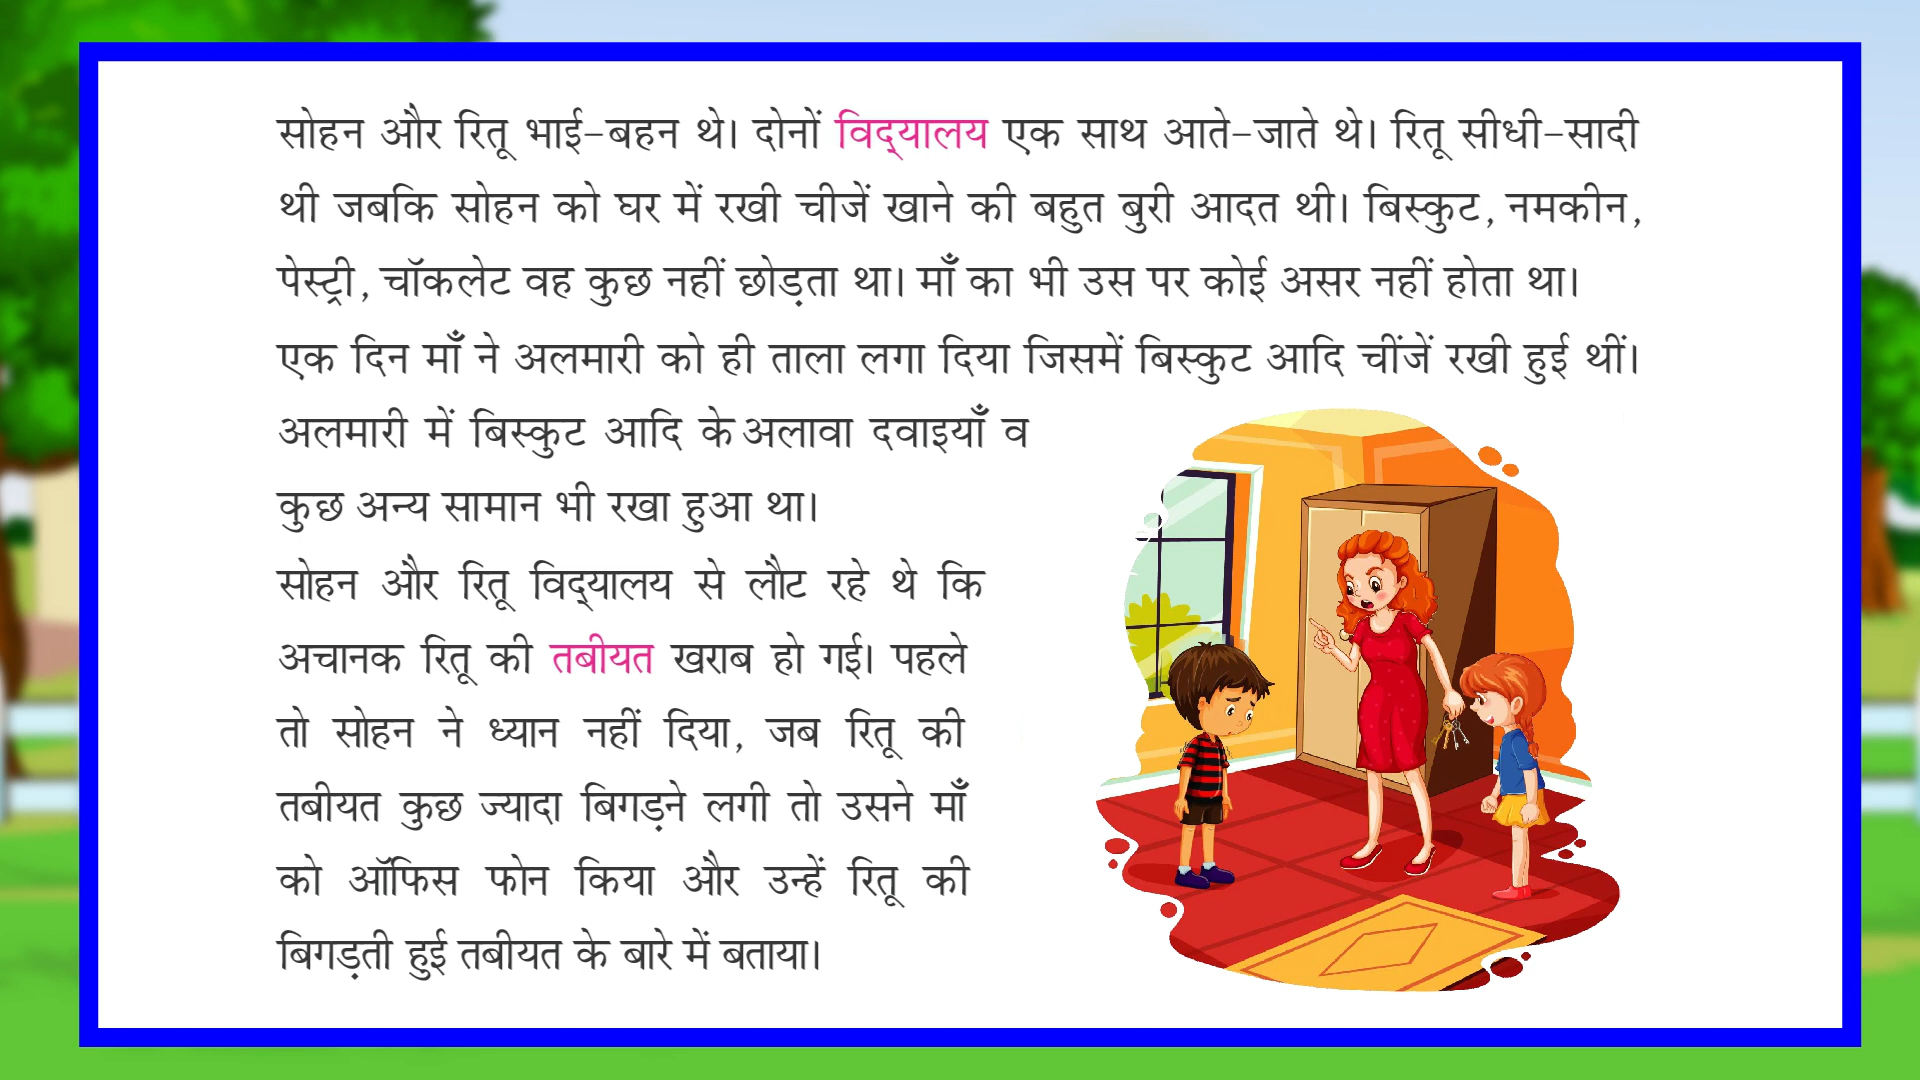 सोहन और रितू भाई-बहन थे। दोनों विद्‌यालय एक साथ आते-जाते थे। रितू सीधी-सादी
थी जबकि सोहन को घर में रखी चीजें खाने की बहुत बुरी आदत थी। बिस्कुट, नमकीन,
पेस्ट्री, चॉकलेट वह कुछ नहीं छोड़ता था। माँ का भी उस पर कोई असर नहीं होता था।
एक दिन माँ ने अलमारी को ही ताला लगा दिया जिसमें बिस्कुट आदि चींजें रखी हुई थीं।
अलमारी में बिस्कुट आदि के अलावा दवाइयाँ व
कुछ अन्य सामान भी रखा हुआ था।
सोहन और रितू विद्‌यालय से लौट रहे थे कि
अचानक रितू की तबीयत खराब हो गई। पहले
तो सोहन ने ध्यान नहीं दिया, जब रितू की
तबीयत कुछ ज्यादा बिगड़ने लगी तो उसने माँ
को ऑफिस फोन किया और उन्हें रितू की
बिगड़ती हुई तबीयत के बारे में बताया।